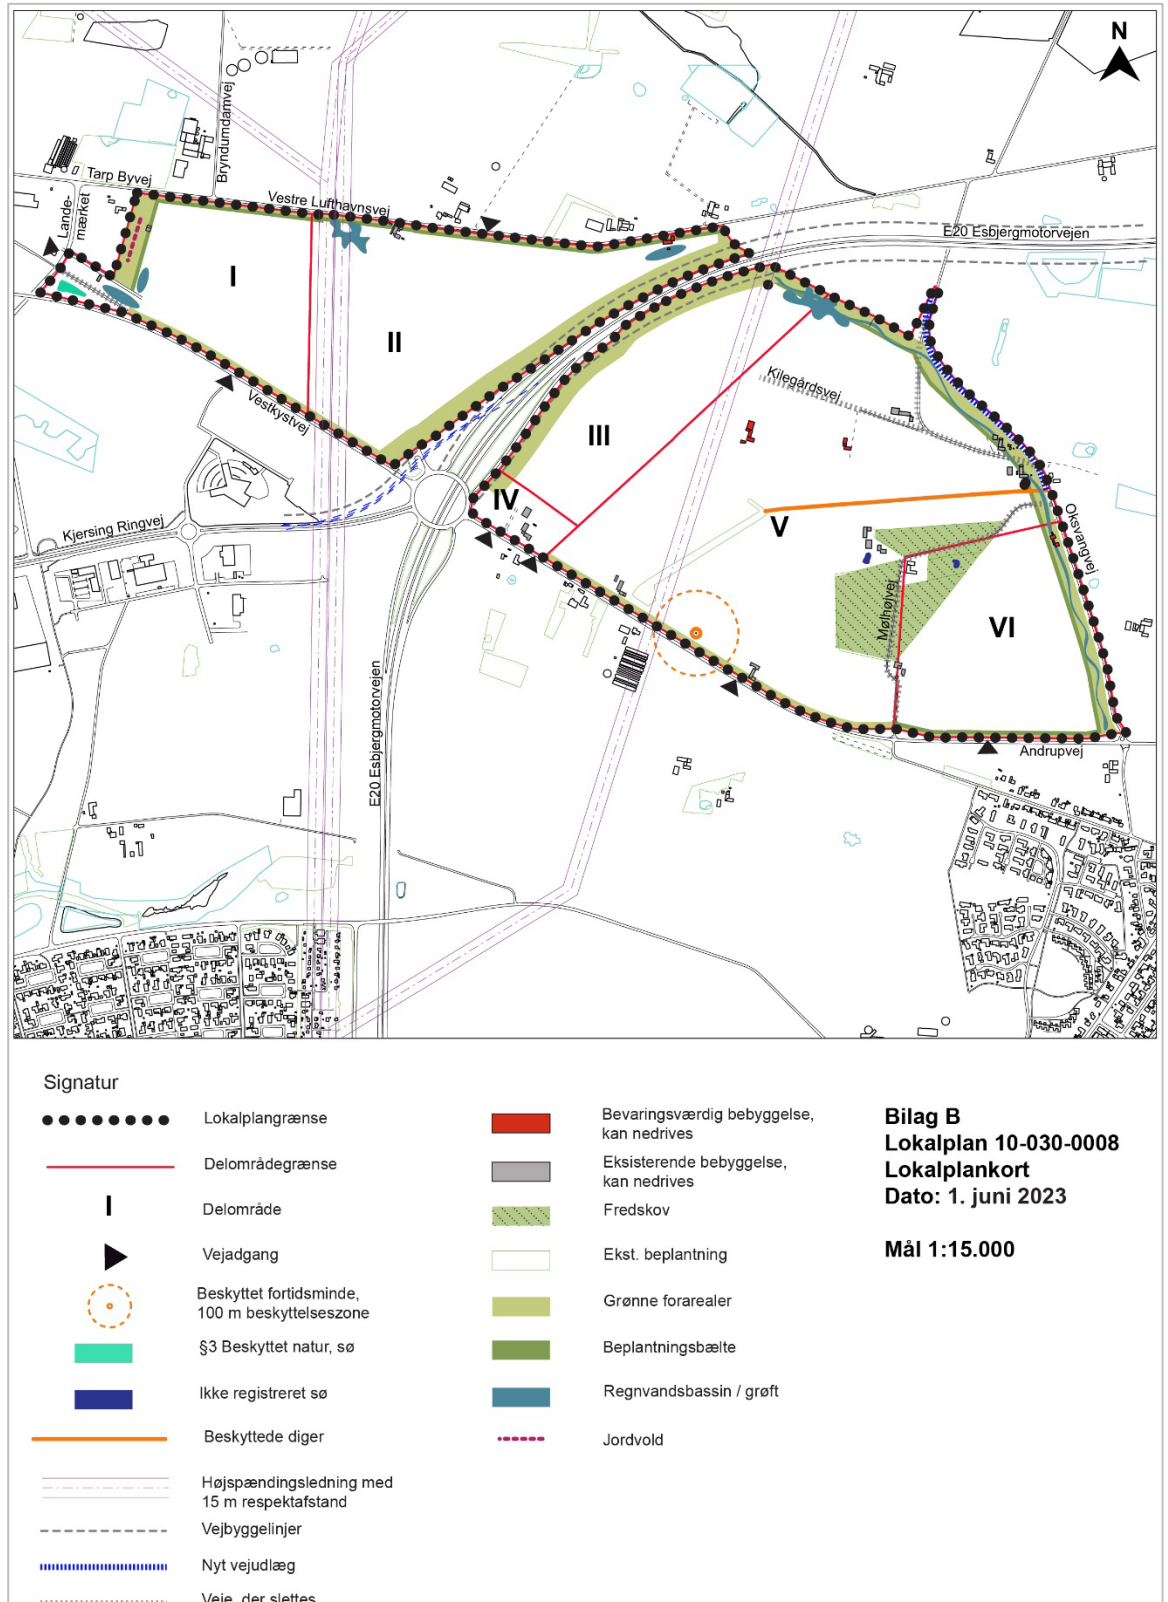 N
Bryndumdamvej
Tarp Byvej
Vestre Lufthavnsvej
Lande-
mærket
E20 Esbjergmotorvejen
I
II
Kilegårdsvej
Vestkystvej
III
IV
Kjersing Ringvej
V
Oksvangvej
Mølhøjvej
VI
E20 Esbjergmotorvejen
Andrupvej
Signatur
Lokalplangrænse
Delområdegrænse
I
Delområde
Vejadgang
Beskyttet fortidsminde,
100 m beskyttelseszone
§3 Beskyttet natur, sø
Ikke registreret sø
Beskyttede diger
Højspændingsledning med
15 m respektafstand
Vejbyggelinjer
Nyt vejudlæg
Veje, der slettes
Bevaringsværdig bebyggelse,
kan nedrives
Eksisterende bebyggelse,
kan nedrives
Fredskov
Ekst. beplantning
Grønne forarealer
Beplantningsbælte
Regnvandsbassin / grøft
Jordvold
Bilag B
Lokalplan 10-030-0008
Lokalplankort
Dato: 1. juni 2023
Mål 1:15.000